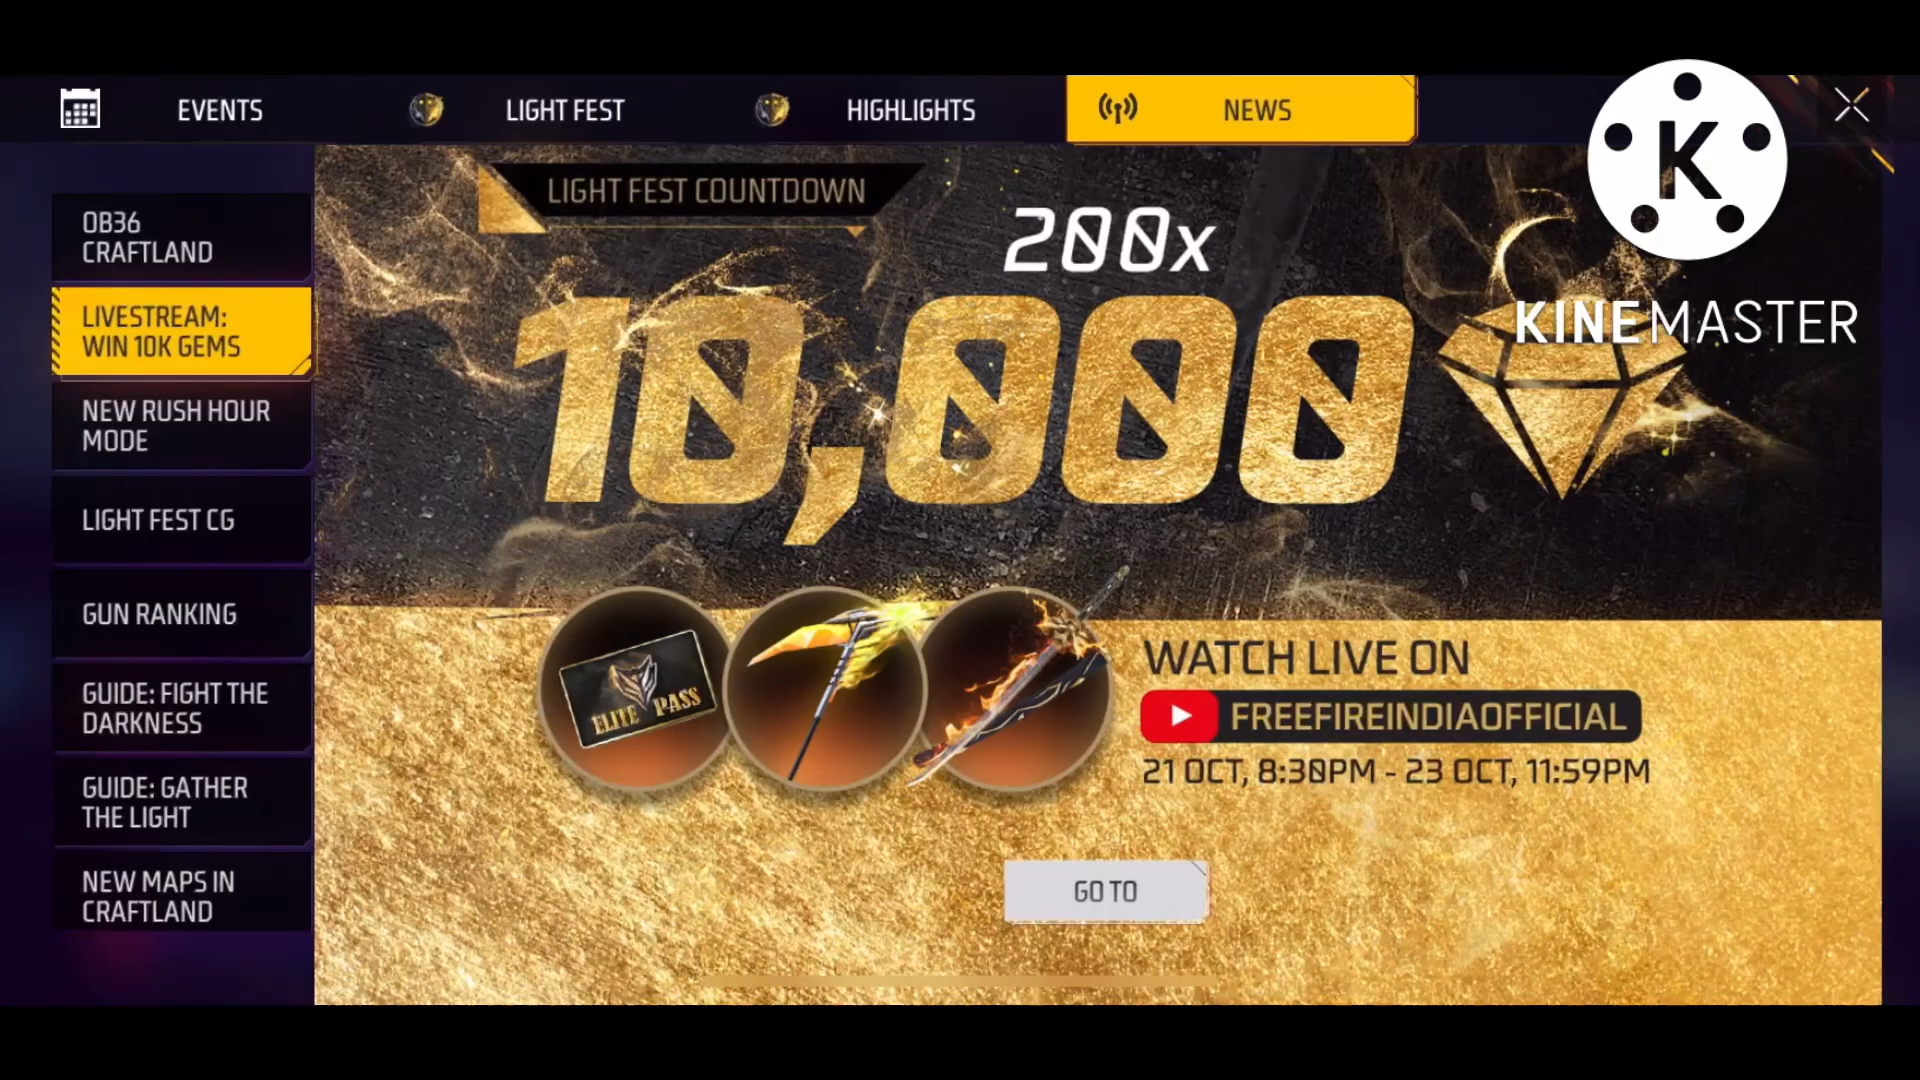 EVENTS
LIGHT FEST
HIGHLIGHTS
NEWS
K
KINEMASTER
OB36
CRAFTLAND
LIVESTREAM:
WIN 10K GEMS
NEW RUSH HOUR
MODE
LIGHT FEST CG
GUN RANKING
GUIDE: FIGHT THE
DARKNESS
GUIDE: GATHER
THE LIGHT
NEW MAPS IN
CRAFTLAND
LIGHT FEST COUNTDOWN
200x
10,000
ELITE PASS
WATCH LIVE ON
FREEFIREINDIAOFFICIAL
21 OCT, 8:30PM - 23 OCT, 11:59PM
GO TO